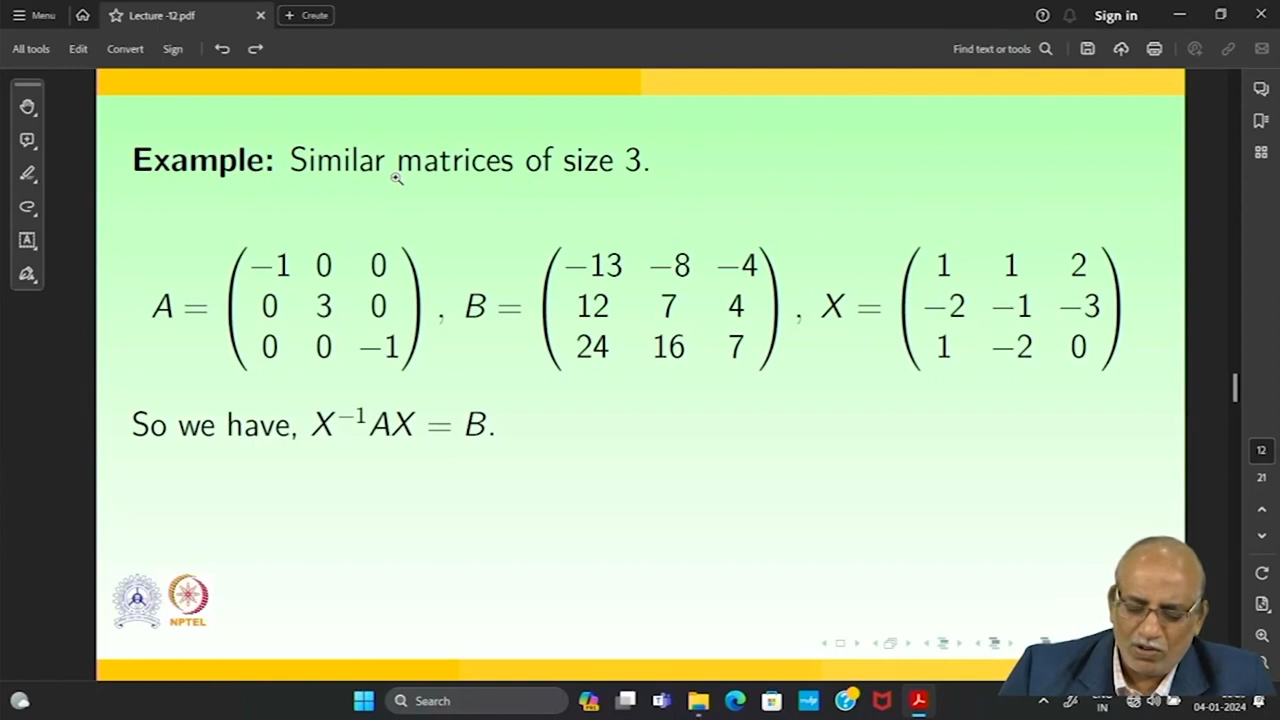 Menu
Lecture -12.pdf
Create
Sign in
All tools Edit Convert Sign
Find text or tools
Example: Similar matrices of size 3.
A = ( −1 0 0 ; 0 3 0 ; 0 0 −1 ) , B = ( −13 −8 −4 ; 12 7 4 ; 24 16 7 ) , X = ( 1 1 2 ; −2 −1 −3 ; 1 −2 0 )
So we have, X⁻¹AX = B.
12
21
NPTEL
Search
IN
04-01-2024